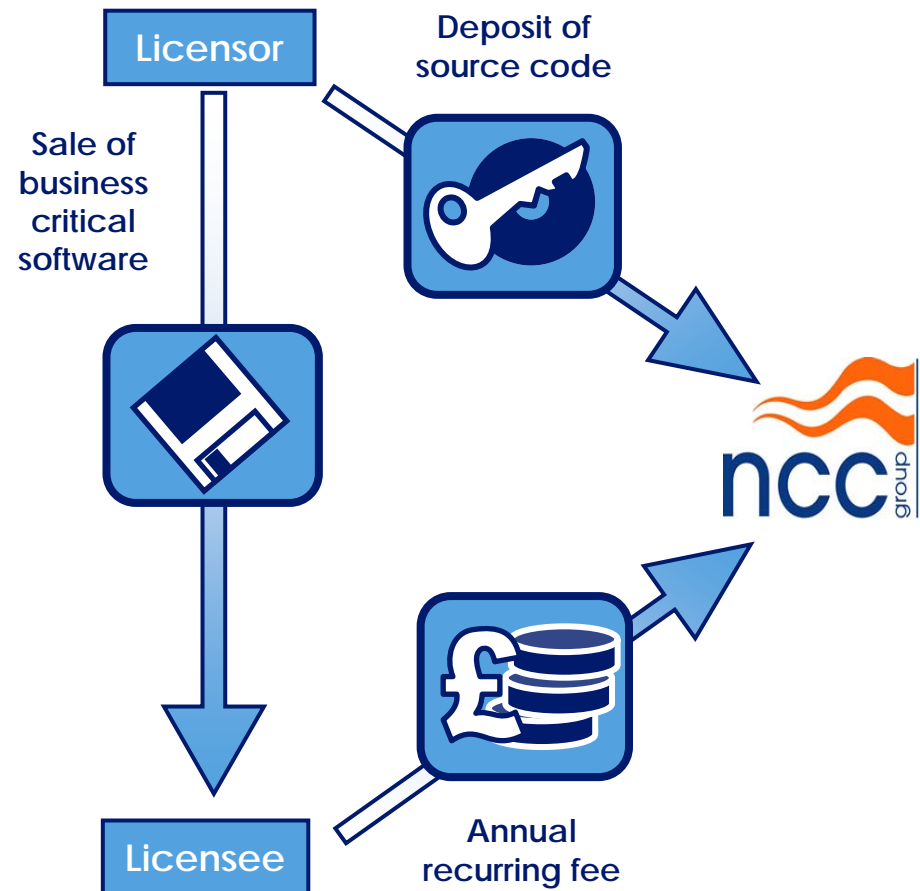 Licensor
Deposit of
source code
Sale of
business
critical
software
£
ncc
group
Licensee
Annual
recurring fee